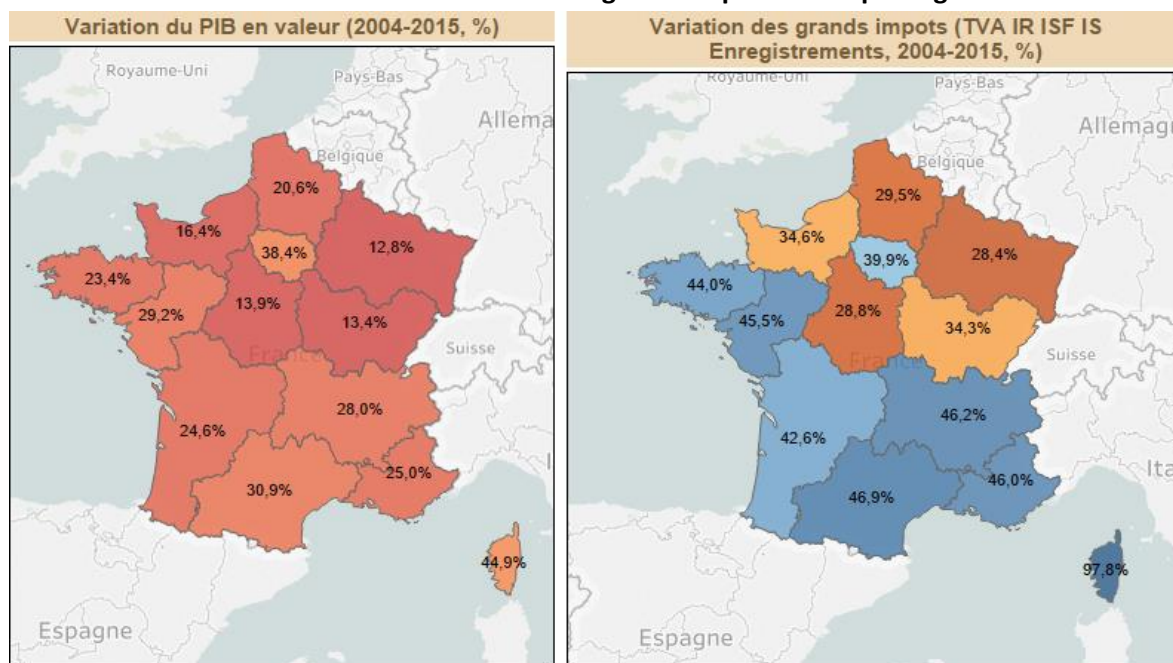 Variation du PIB en valeur (2004-2015, %)
Royaume-Uni
Pays-Bas
Allema
Belgique
20,6%
16,4%
38,4%
12,8%
23,4%
29,2%
13,9%
13,4%
Suisse
France
28,0%
24,6%
25,0%
30,9%
44,9%
Espagne
Variation des grands impots (TVA IR ISF IS
Enregistrements, 2004-2015, %)
Royaume-Uni
Pays-Bas
Allemagn
Belgique
29,5%
34,6%
28,4%
39,9%
44,0%
45,5%
28,8%
34,3%
Suisse
France
46,2%
42,6%
Ita
46,0%
46,9%
97,8%
Espagne